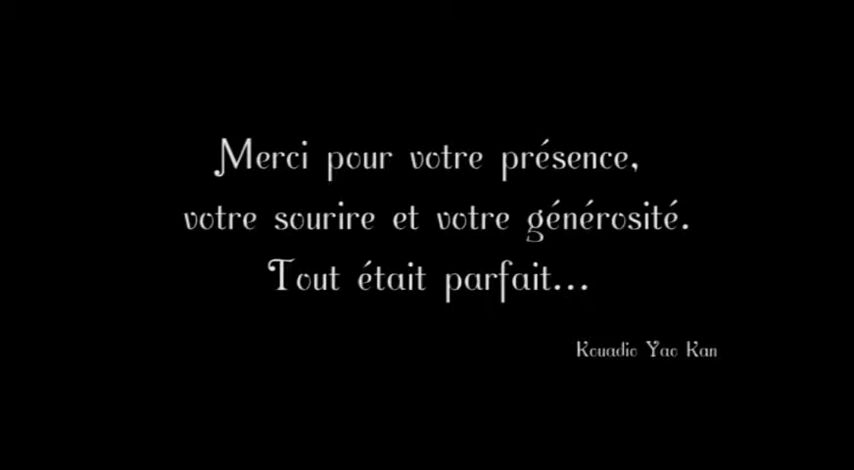 Merci pour votre présence,
votre sourire et votre générosité.
Tout était parfait...
Kouadio Yao Kan